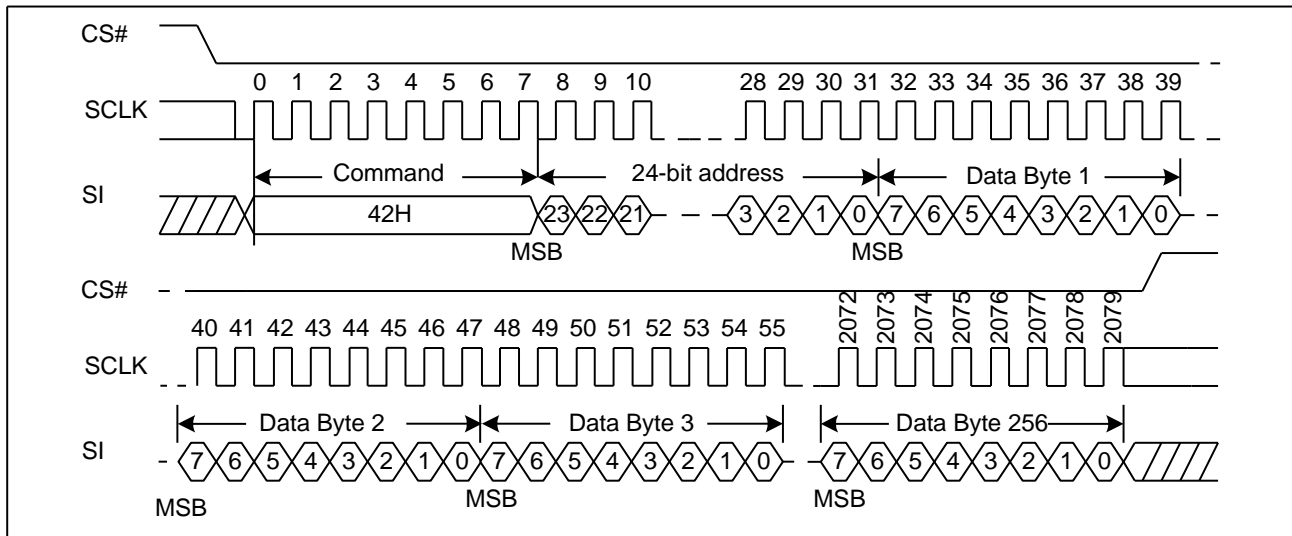 CS#
0 1 2 3 4 5 6 7 8 9 10 28 29 30 31 32 33 34 35 36 37 38 39
SCLK
Command 24-bit address Data Byte 1
SI
42H 23 22 21 3 2 1 0 7 6 5 4 3 2 1 0
MSB MSB
CS#
40 41 42 43 44 45 46 47 48 49 50 51 52 53 54 55 2072 2073 2074 2075 2076 2077 2078 2079
SCLK
Data Byte 2 Data Byte 3 Data Byte 256
SI
7 6 5 4 3 2 1 0 7 6 5 4 3 2 1 0 7 6 5 4 3 2 1 0
MSB MSB MSB